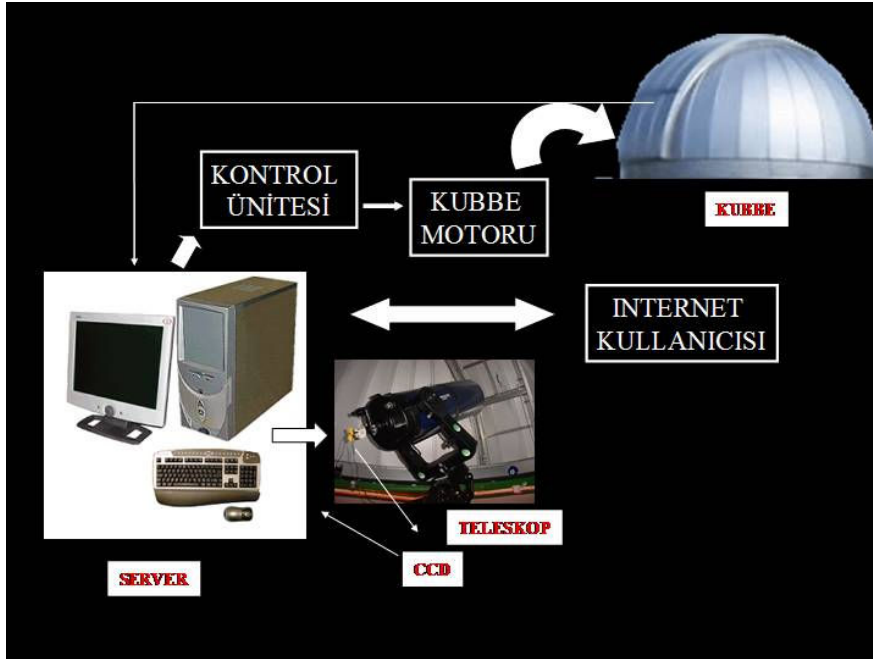 KONTROL
ÜNİTESİ
KUBBE
MOTORU
KUBBE
INTERNET
KULLANICISI
TELESKOP
CCD
SERVER